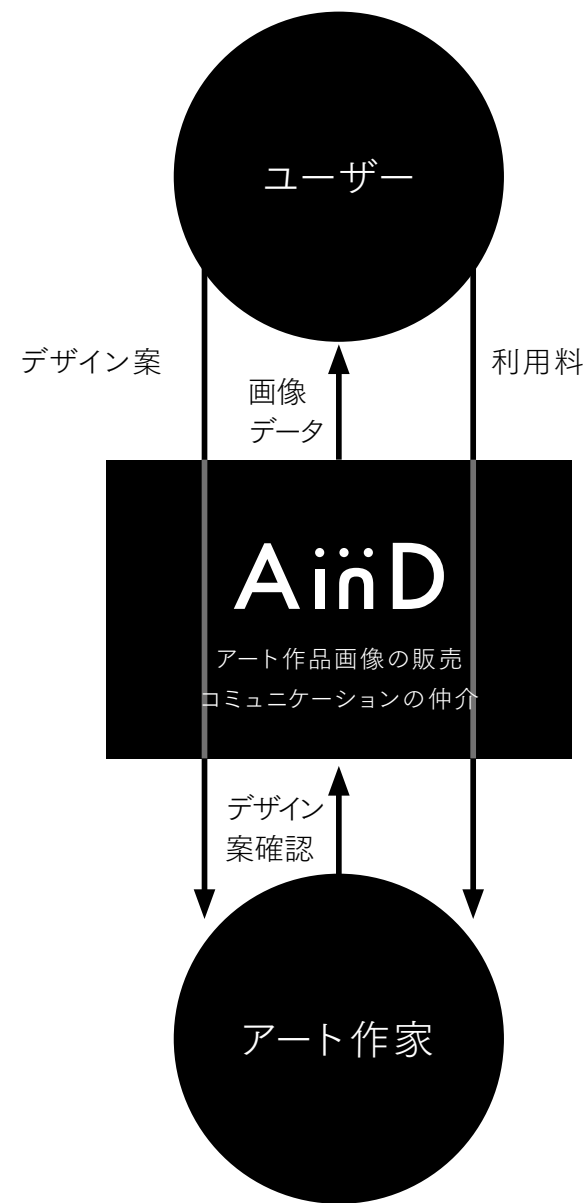 ユーザー
デザイン案
利用料
画像
データ
AinD
アート作品画像の販売
コミュニケーションの仲介
デザイン
案確認
アート作家